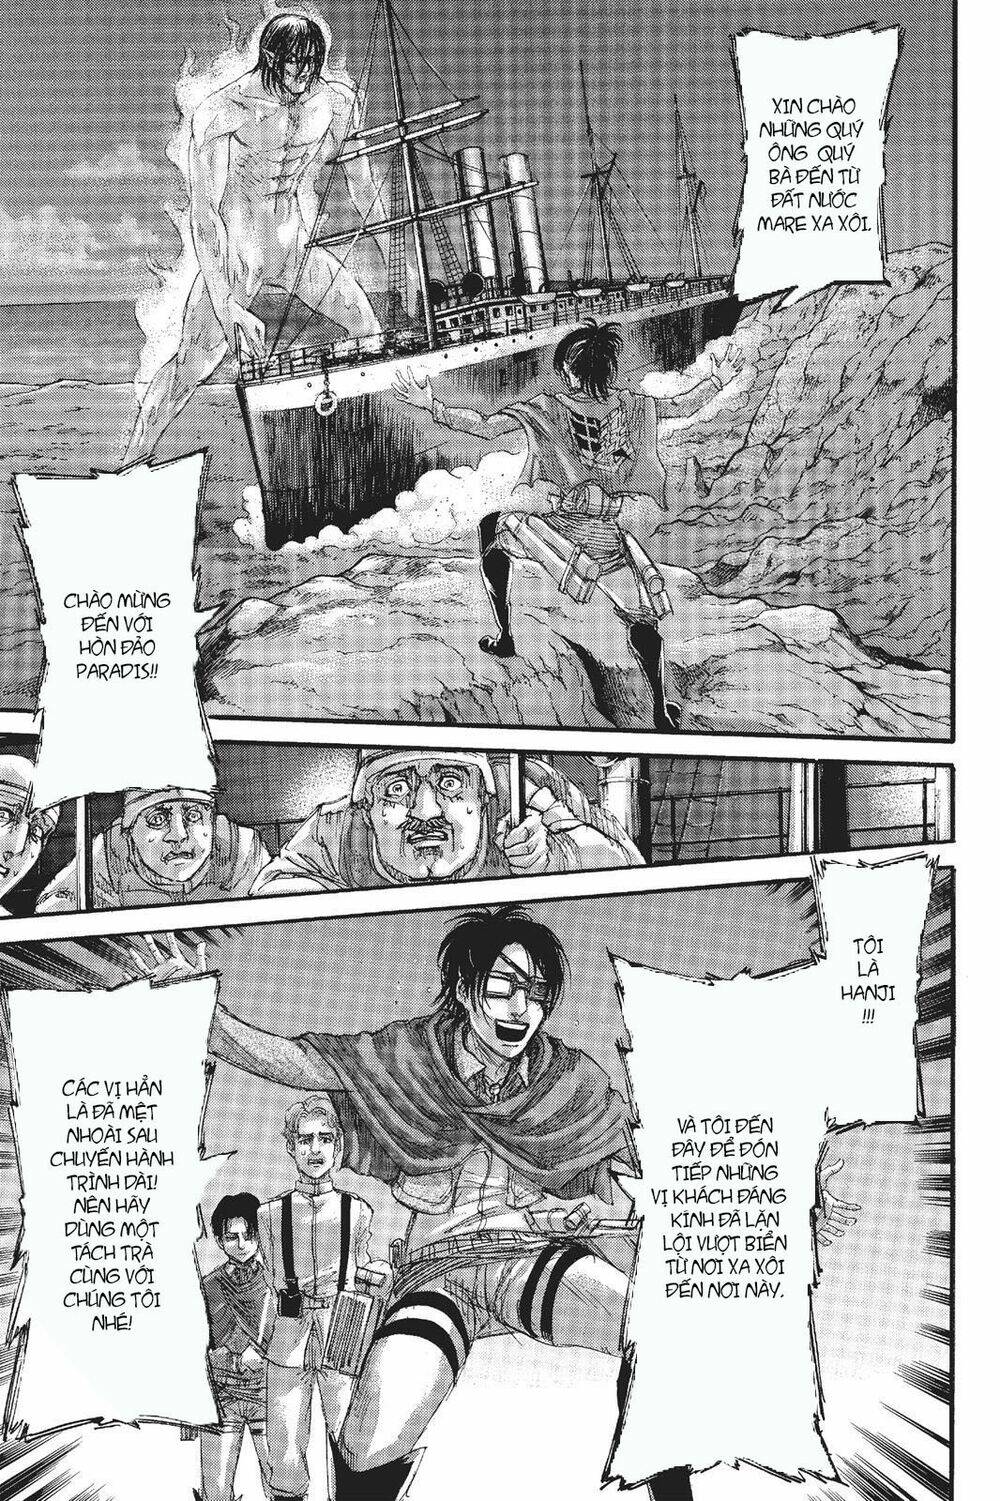 XIN CHÀO
NHỮNG QUÝ
ÔNG QUÝ
BÀ ĐẾN TỪ
ĐẤT NƯỚC
MARE XA XÔI.
CHÀO MỪNG
ĐẾN VỚI
HÒN ĐẢO
PARADIS!!
TÔI
LÀ
HANJI
!!!
VÀ TÔI ĐẾN
ĐÂY ĐỂ ĐÓN
TIẾP NHỮNG
VỊ KHÁCH ĐÁNG
KÍNH ĐÃ LẶN
LỘI VƯỢT BIỂN
TỪ NƠI XA XÔI
ĐẾN NƠI NÀY.
CÁC VỊ HẲN
LÀ ĐÃ MỆT
NHOÀI SAU
CHUYẾN HÀNH
TRÌNH DÀI!
NÊN HÃY
DÙNG MỘT
TÁCH TRÀ
CÙNG VỚI
CHÚNG TÔI
NHÉ!